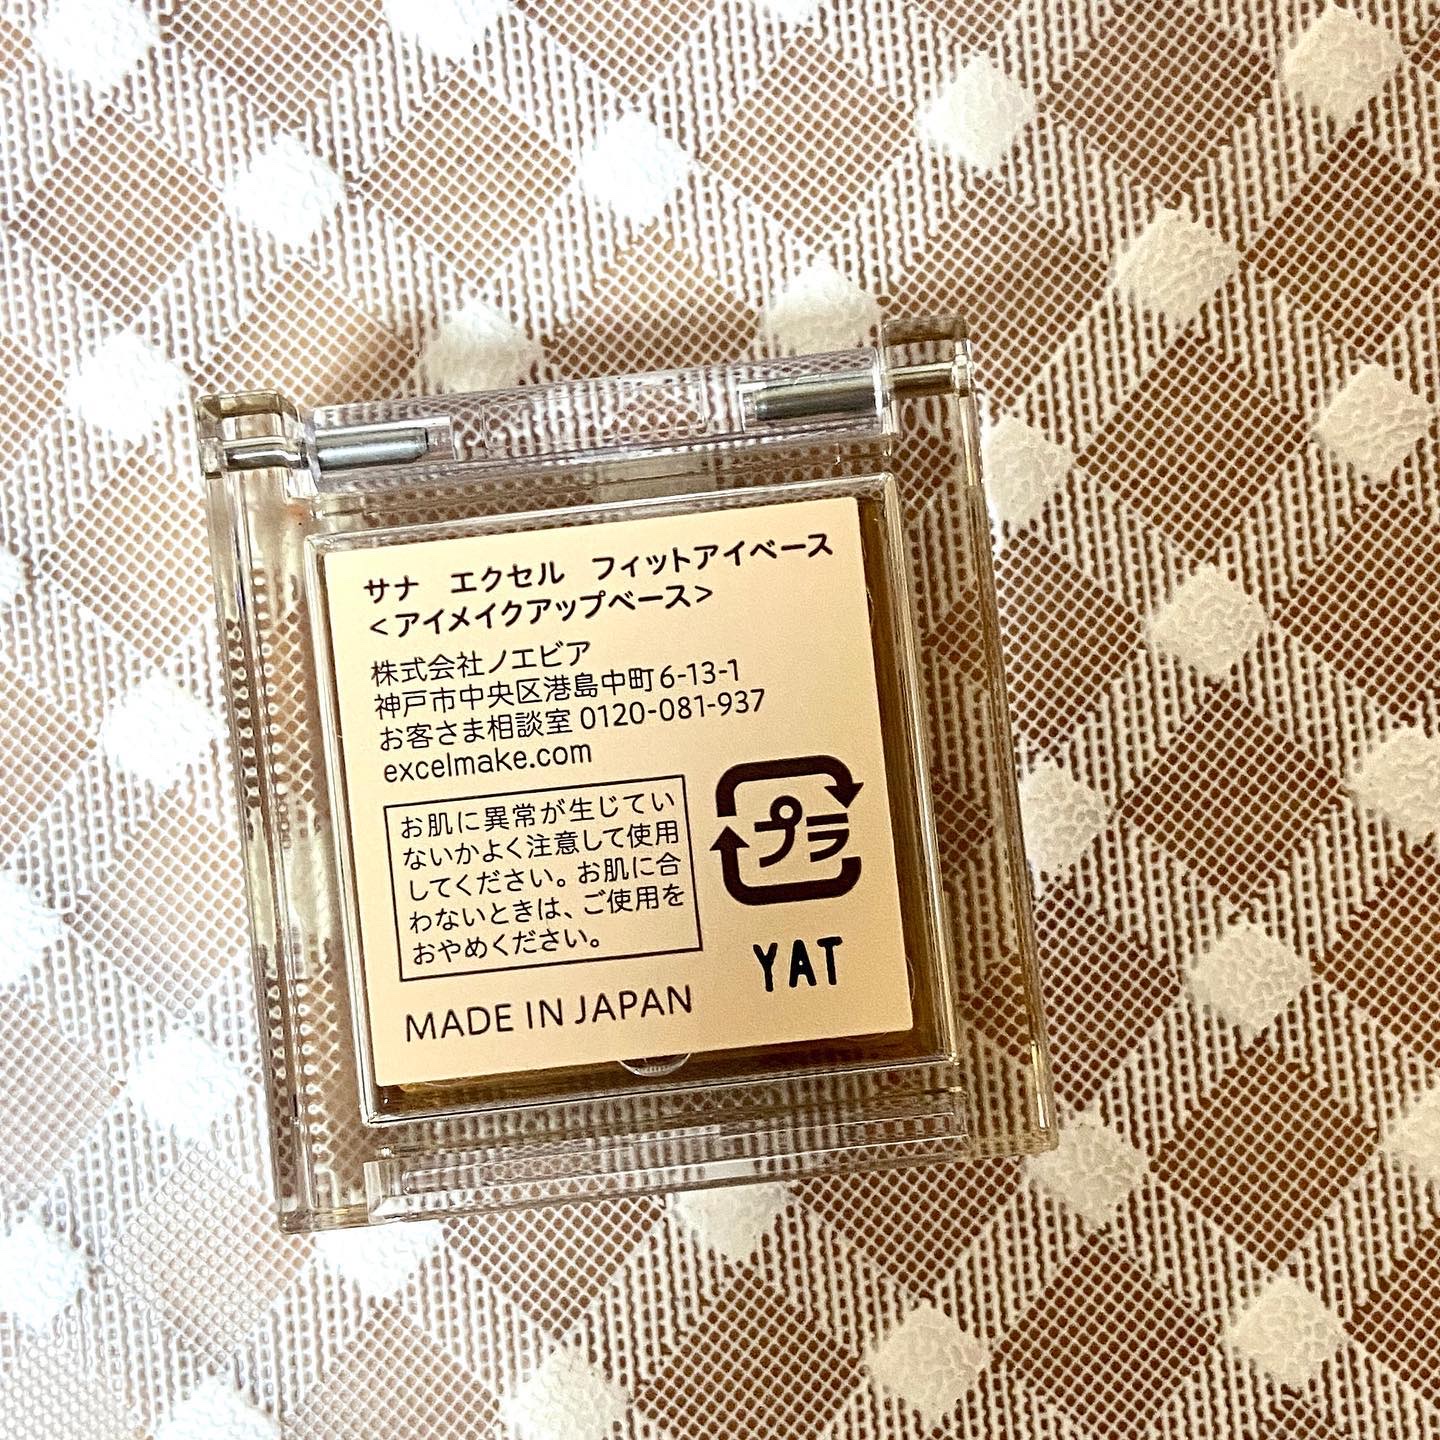 サナ　エクセル　フィットアイベース
<アイメイクアップベース>
株式会社ノエビア
神戸市中央区港島中町6-13-1
お客さま相談室 0120-081-937
excelmake.com
お肌に異常が生じてい
ないかよく注意して使用
してください。お肌に合
わないときは、ご使用を
おやめください。
プラ
YAT
MADE IN JAPAN